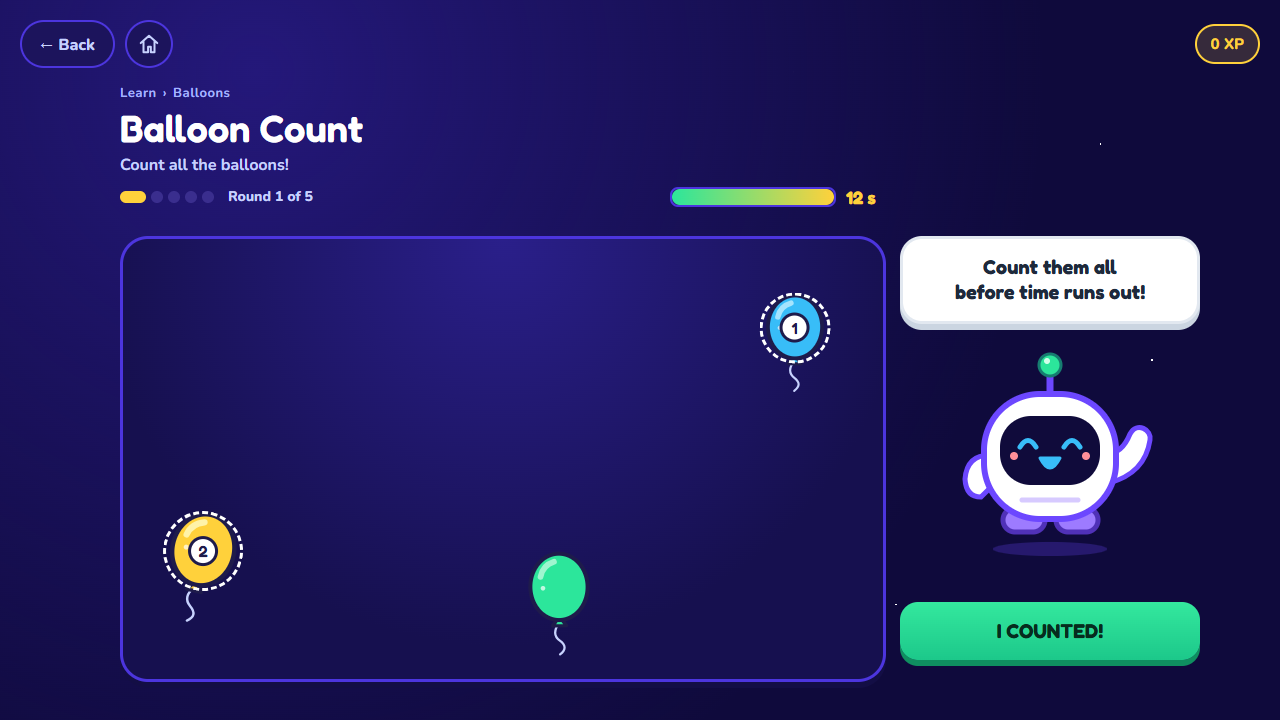 ← Back
0 XP
Learn › Balloons
Balloon Count
Count all the balloons!
Round 1 of 5
12 s
Count them all
before time runs out!
1
2
I COUNTED!